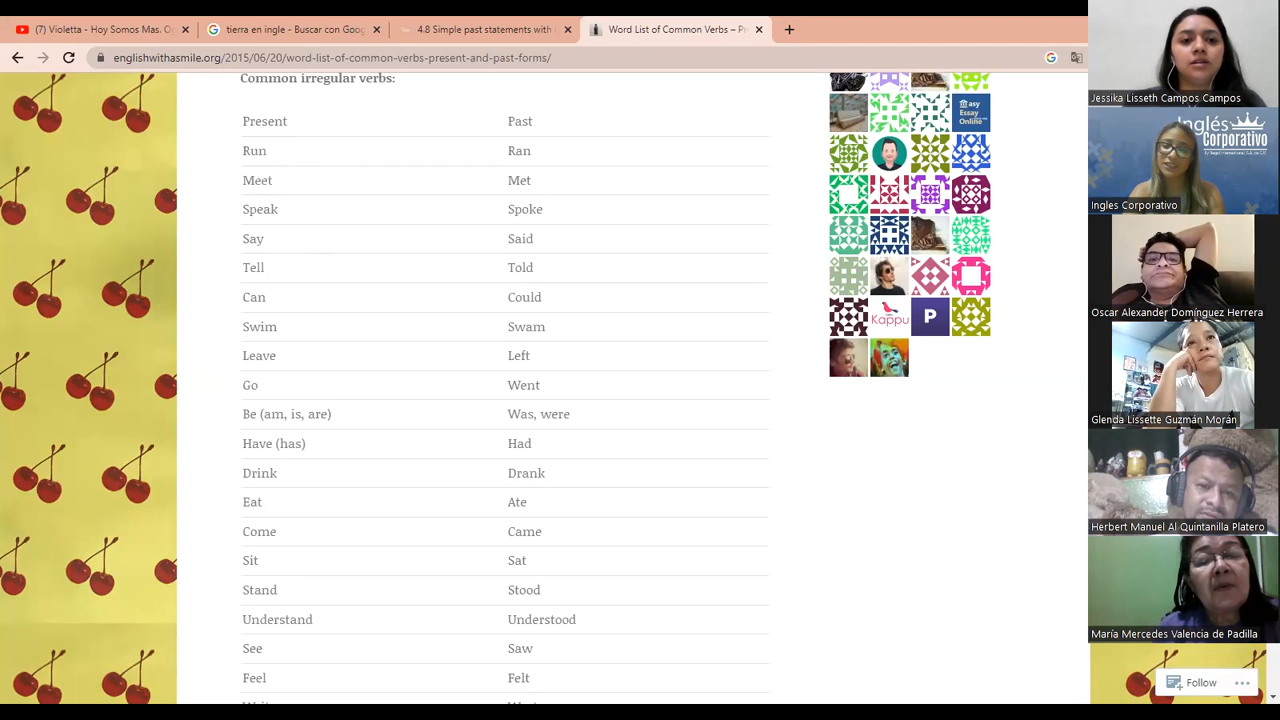 (7) Violetta - Hoy Somos Mas. Og
tierra en ingle - Buscar con Goog
4.8 Simple past statements with
Word List of Common Verbs – Pr
englishwithasmile.org/2015/06/20/word-list-of-common-verbs-present-and-past-forms/
Common irregular verbs:
Present Past
Run Ran
Meet Met
Speak Spoke
Say Said
Tell Told
Can Could
Swim Swam
Leave Left
Go Went
Be (am, is, are) Was, were
Have (has) Had
Drink Drank
Eat Ate
Come Came
Sit Sat
Stand Stood
Understand Understood
See Saw
Feel Felt
Easy
Essay
Online
Kappu
P
Follow
Jessika Lisseth Campos Campos
Inglés
Corporativo
Ingles Corporativo
Oscar Alexander Domínguez Herrera
Glenda Lissette Guzmán Morán
Herbert Manuel Al Quintanilla Platero
María Mercedes Valencia de Padilla